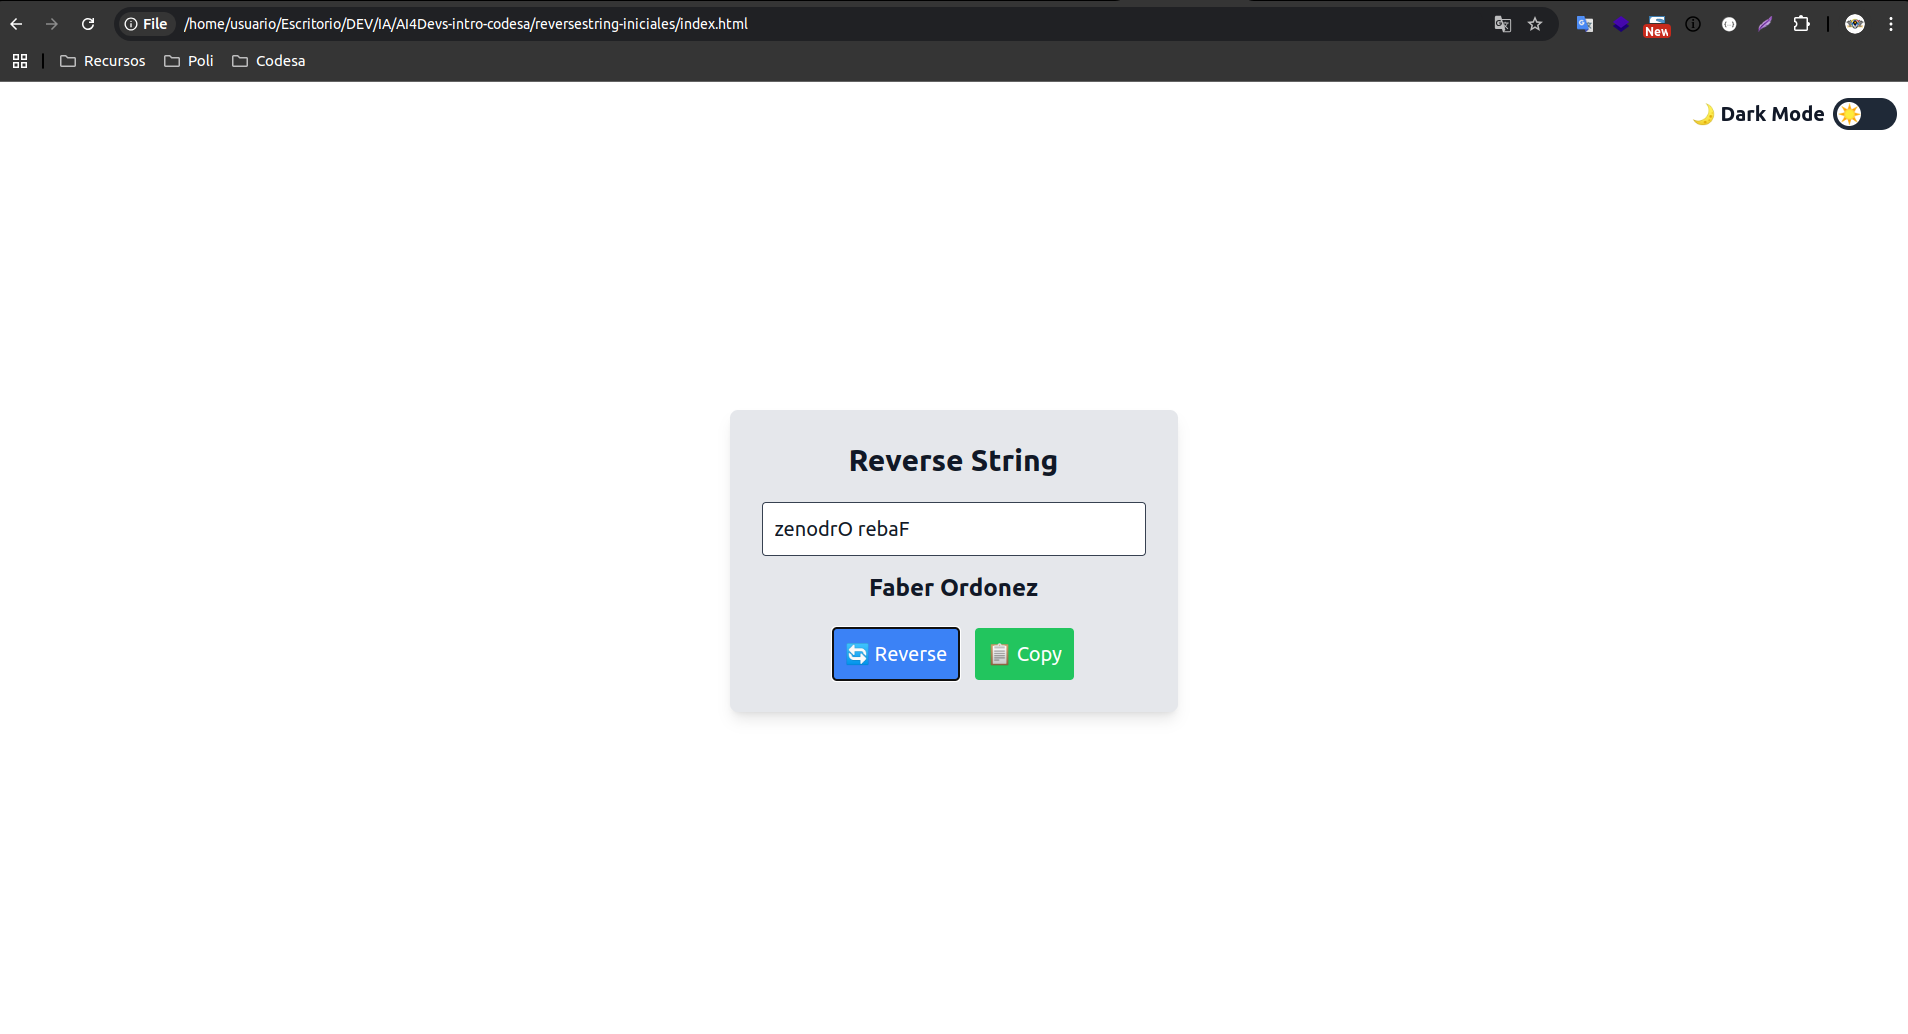 File /home/usuario/Escritorio/DEV/IA/AI4Devs-intro-codesa/reversestring-iniciales/index.html
New
Recursos Poli Codesa
🌙 Dark Mode
Reverse String
zenodrO rebaF
Faber Ordonez
Reverse Copy